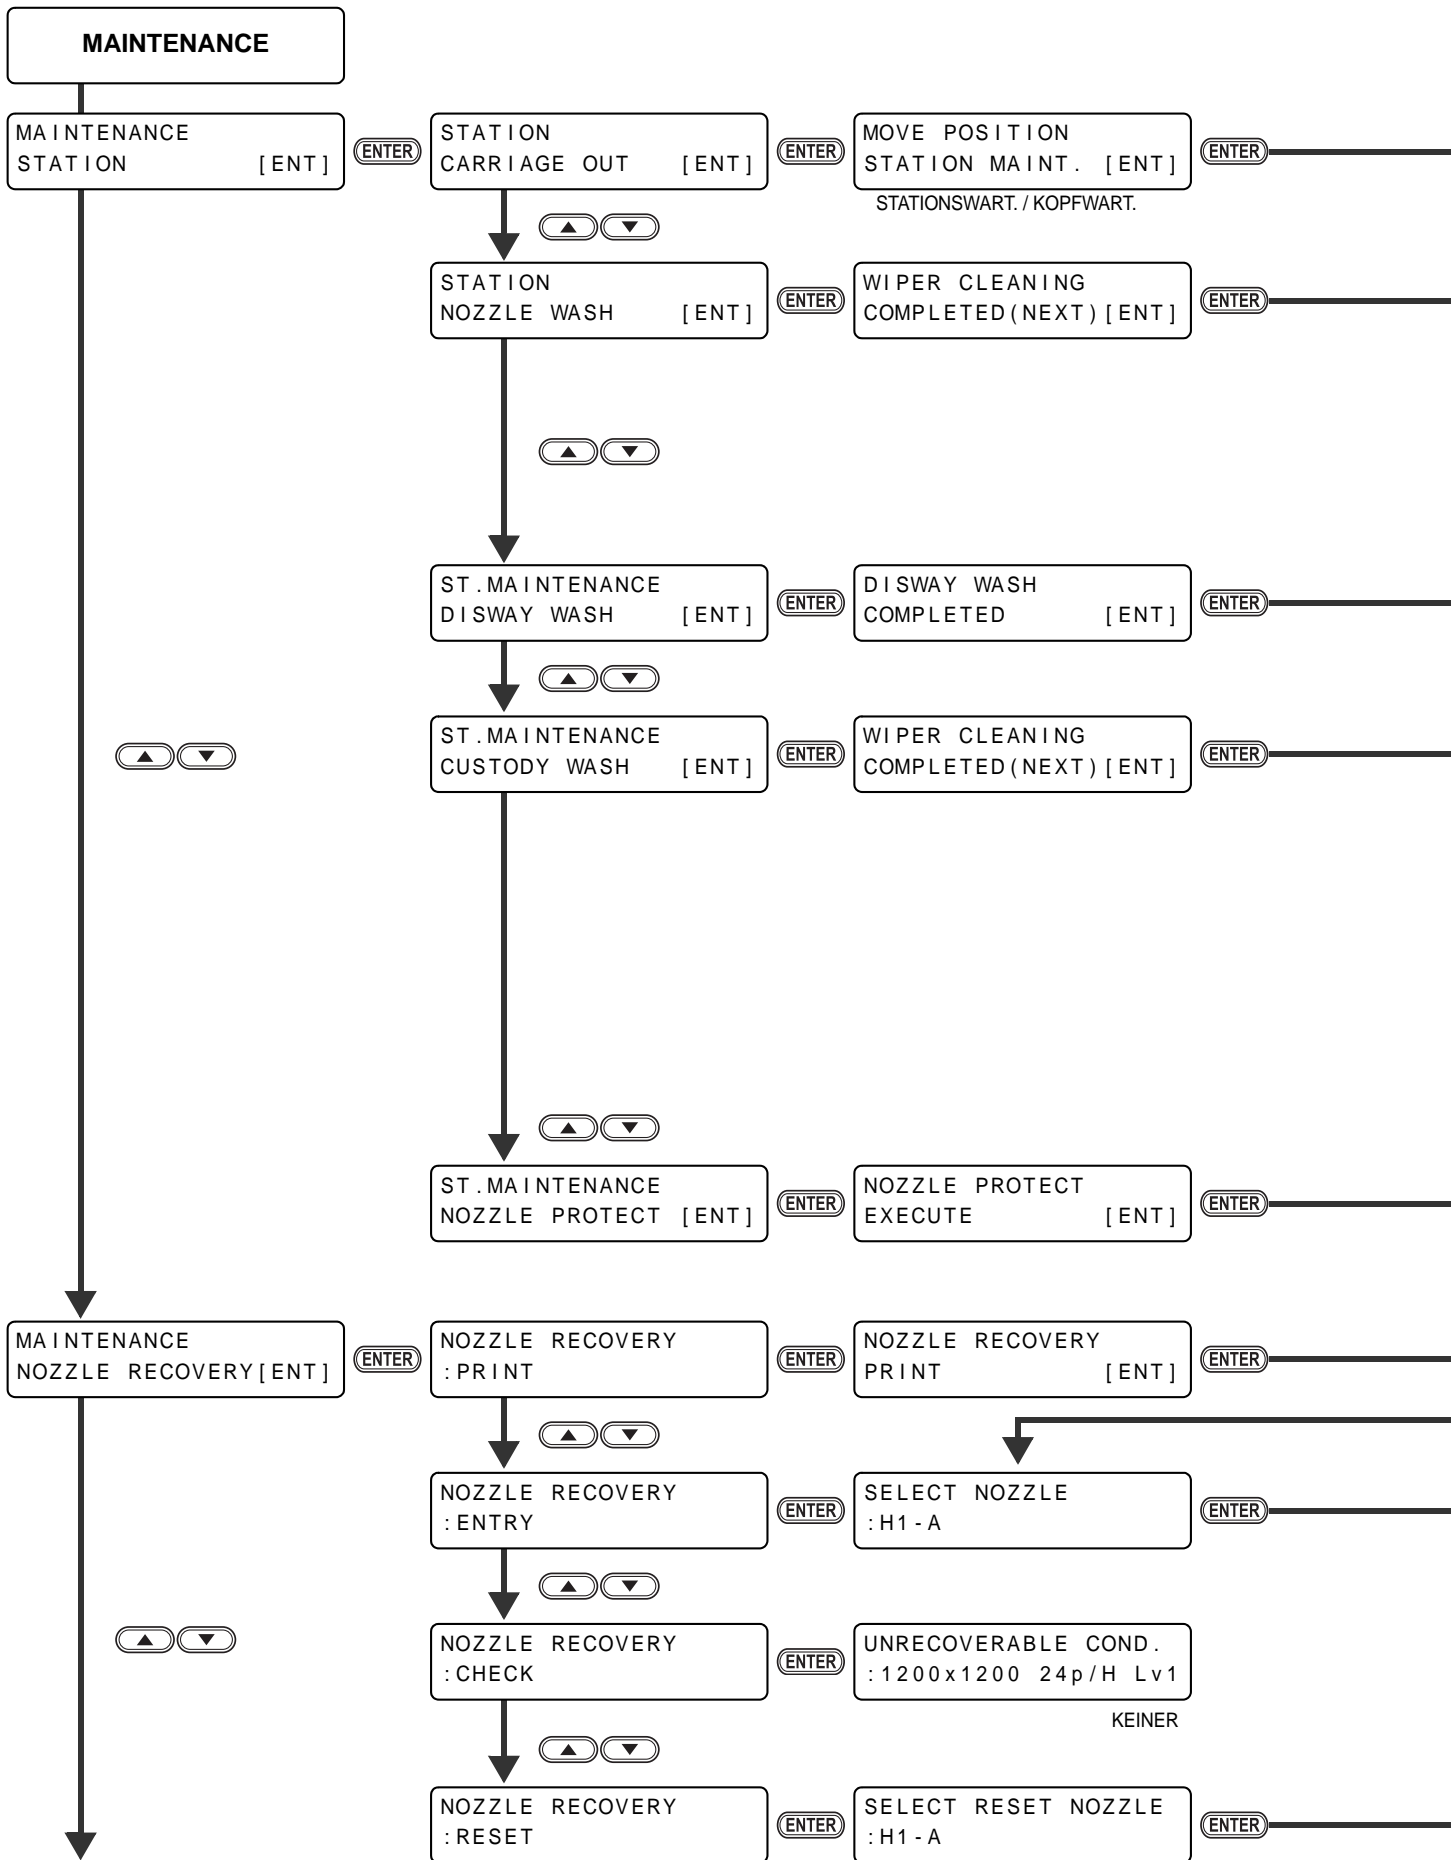 MAINTENANCE
MAINTENANCE
STATION [ENT]
ENTER
STATION
CARRIAGE OUT [ENT]
ENTER
MOVE POSITION
STATION MAINT. [ENT]
ENTER
STATIONSWART. / KOPFWART.
STATION
NOZZLE WASH [ENT]
ENTER
WIPER CLEANING
COMPLETED(NEXT)[ENT]
ENTER
ST.MAINTENANCE
DISWAY WASH [ENT]
ENTER
DISWAY WASH
COMPLETED [ENT]
ENTER
ST.MAINTENANCE
CUSTODY WASH [ENT]
ENTER
WIPER CLEANING
COMPLETED(NEXT)[ENT]
ENTER
ST.MAINTENANCE
NOZZLE PROTECT [ENT]
ENTER
NOZZLE PROTECT
EXECUTE [ENT]
ENTER
MAINTENANCE
NOZZLE RECOVERY[ENT]
ENTER
NOZZLE RECOVERY
:PRINT
ENTER
NOZZLE RECOVERY
PRINT [ENT]
ENTER
NOZZLE RECOVERY
:ENTRY
ENTER
SELECT NOZZLE
:H1-A
ENTER
NOZZLE RECOVERY
:CHECK
ENTER
UNRECOVERABLE COND.
:1200x1200 24p/H Lv1
KEINER
NOZZLE RECOVERY
:RESET
ENTER
SELECT RESET NOZZLE
:H1-A
ENTER